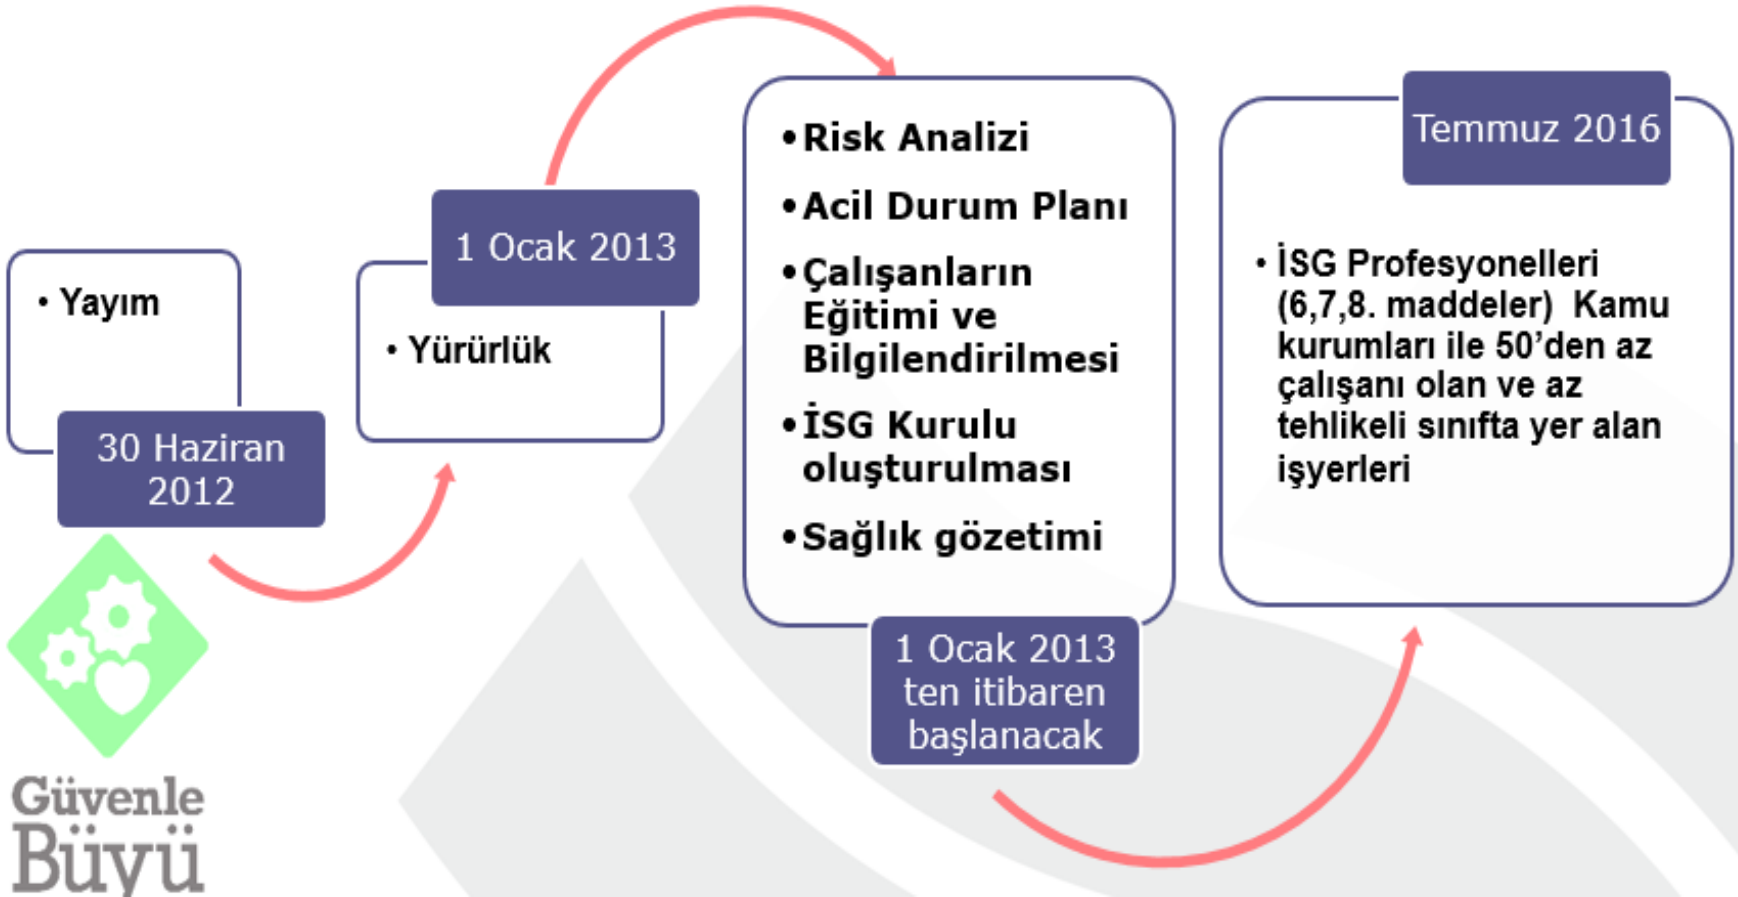 • Yayım
30 Haziran
2012
1 Ocak 2013
• Yürürlük
•Risk Analizi
•Acil Durum Planı
•Çalışanların
Eğitimi ve
Bilgilendirilmesi
•İSG Kurulu
oluşturulması
•Sağlık gözetimi
1 Ocak 2013
ten itibaren
başlanacak
Temmuz 2016
• İSG Profesyonelleri
(6,7,8. maddeler) Kamu
kurumları ile 50’den az
çalışanı olan ve az
tehlikeli sınıfta yer alan
işyerleri
Güvenle
Büyü